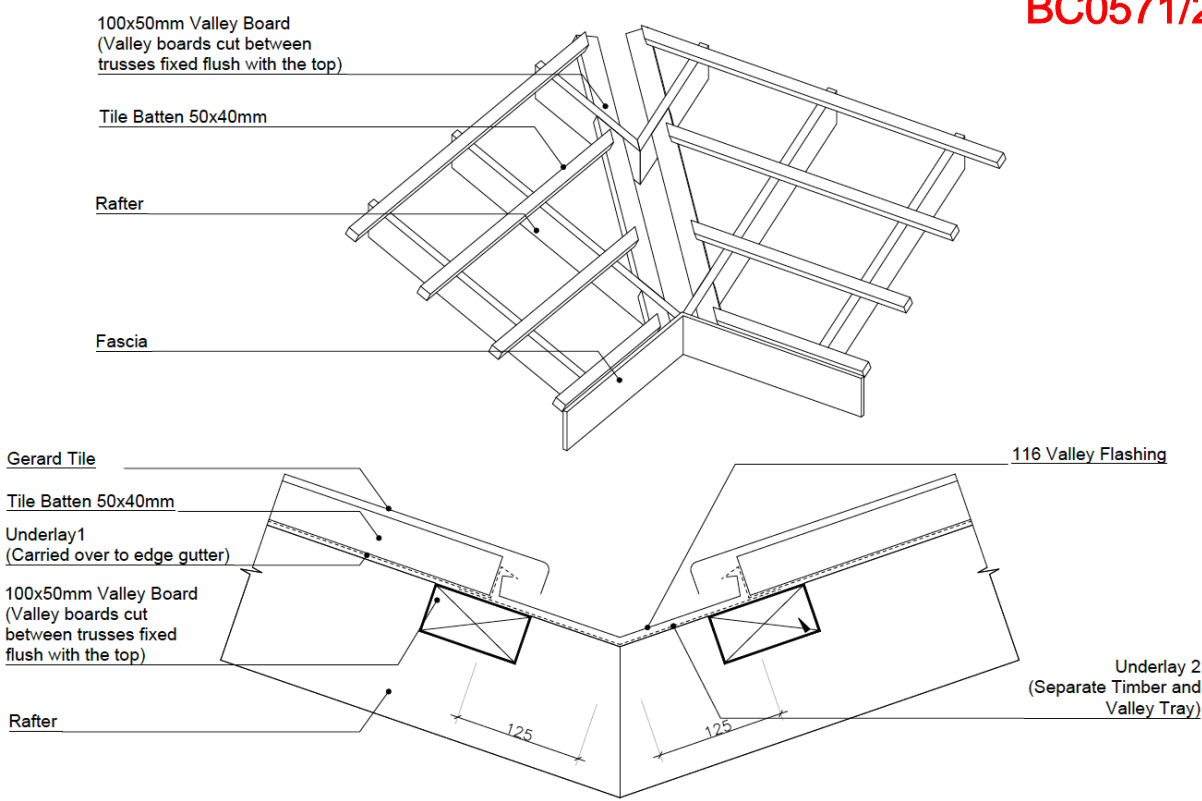 BC0571/2
100x50mm Valley Board
(Valley boards cut between
trusses fixed flush with the top)
Tile Batten 50x40mm
Rafter
Fascia
Gerard Tile
116 Valley Flashing
Tile Batten 50x40mm
Underlay1
(Carried over to edge gutter)
100x50mm Valley Board
(Valley boards cut
between trusses fixed
flush with the top)
Underlay 2
(Separate Timber and
Valley Tray)
Rafter
125
125